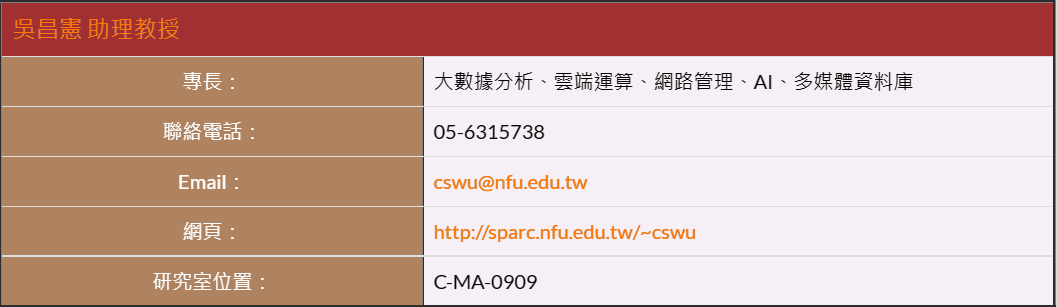 吳昌憲 助理教授
專長： 大數據分析、雲端運算、網路管理、AI、多媒體資料庫
聯絡電話： 05-6315738
Email： cswu@nfu.edu.tw
網頁： http://sparc.nfu.edu.tw/~cswu
研究室位置： C-MA-0909